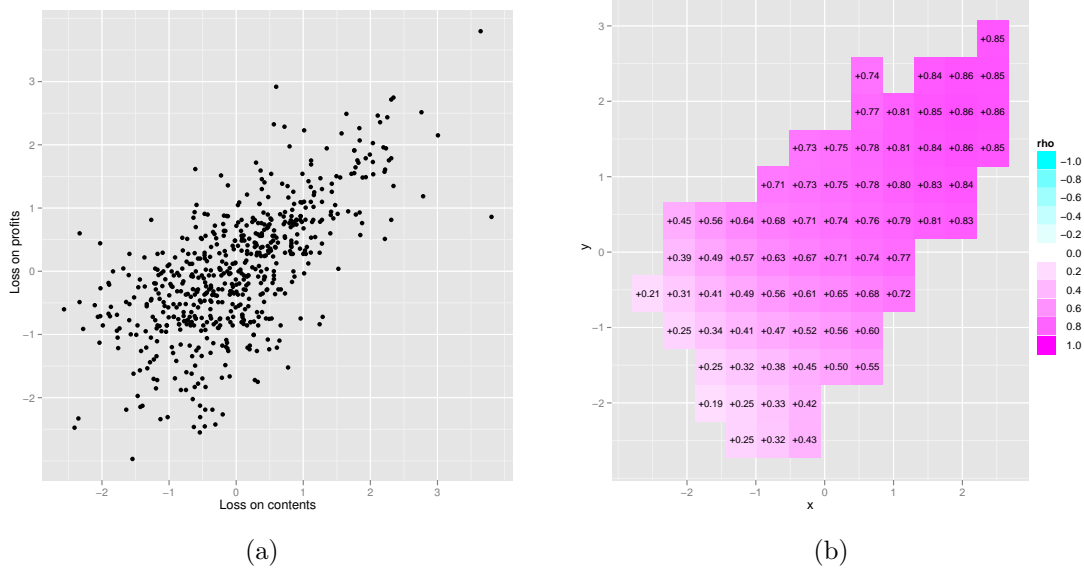 3
2
1
0
−1
−2
Loss on profits
−2 −1 0 1 2 3
Loss on contents
(a)
3
2
1
0
−1
−2
y
+0.85
+0.74 +0.84 +0.86 +0.85
+0.77 +0.81 +0.85 +0.86 +0.86
+0.73 +0.75 +0.78 +0.81 +0.84 +0.86 +0.85
+0.71 +0.73 +0.75 +0.78 +0.80 +0.83 +0.84
+0.45 +0.56 +0.64 +0.68 +0.71 +0.74 +0.76 +0.79 +0.81 +0.83
+0.39 +0.49 +0.57 +0.63 +0.67 +0.71 +0.74 +0.77
+0.21 +0.31 +0.41 +0.49 +0.56 +0.61 +0.65 +0.68 +0.72
+0.25 +0.34 +0.41 +0.47 +0.52 +0.56 +0.60
+0.25 +0.32 +0.38 +0.45 +0.50 +0.55
+0.19 +0.25 +0.33 +0.42
+0.25 +0.32 +0.43
−2 −1 0 1 2
x
rho
−1.0
−0.8
−0.6
−0.4
−0.2
0.0
0.2
0.4
0.6
0.8
1.0
(b)